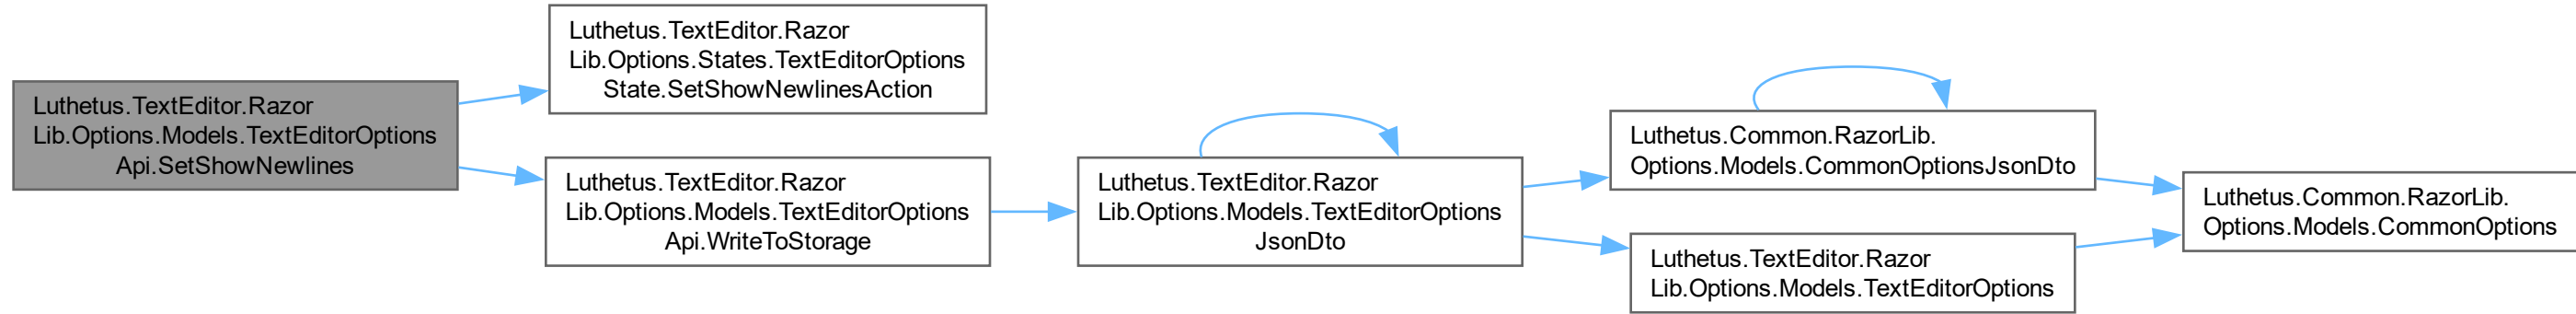 Luthetus.TextEditor.Razor
Lib.Options.Models.TextEditorOptions
Api.SetShowNewlines
Luthetus.TextEditor.Razor
Lib.Options.States.TextEditorOptions
State.SetShowNewlinesAction
Luthetus.TextEditor.Razor
Lib.Options.Models.TextEditorOptions
Api.WriteToStorage
Luthetus.TextEditor.Razor
Lib.Options.Models.TextEditorOptions
JsonDto
Luthetus.Common.RazorLib.
Options.Models.CommonOptionsJsonDto
Luthetus.TextEditor.Razor
Lib.Options.Models.TextEditorOptions
Luthetus.Common.RazorLib.
Options.Models.CommonOptions